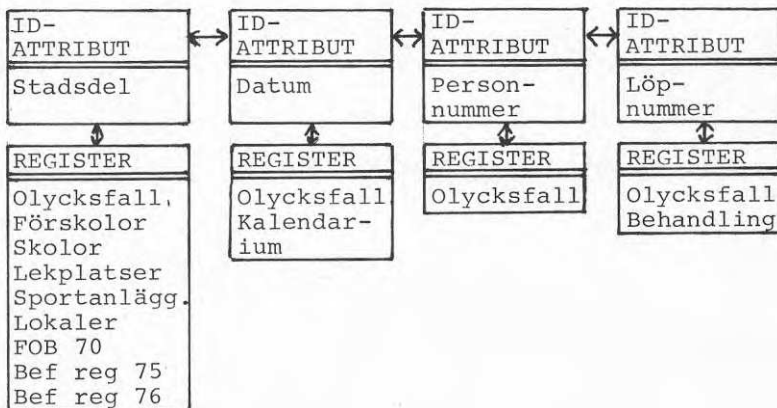 ID-
ATTRIBUT
Stadsdel
ID-
ATTRIBUT
Datum
ID-
ATTRIBUT
Person-
nummer
ID-
ATTRIBUT
Löp-
nummer
REGISTER
Olycksfall,
Förskolor
Skolor
Lekplatser
Sportanlägg.
Lokaler
FOB 70
Bef reg 75
Bef reg 76
REGISTER
Olycksfall
Kalendar-
ium
REGISTER
Olycksfall
REGISTER
Olycksfall
Behandling